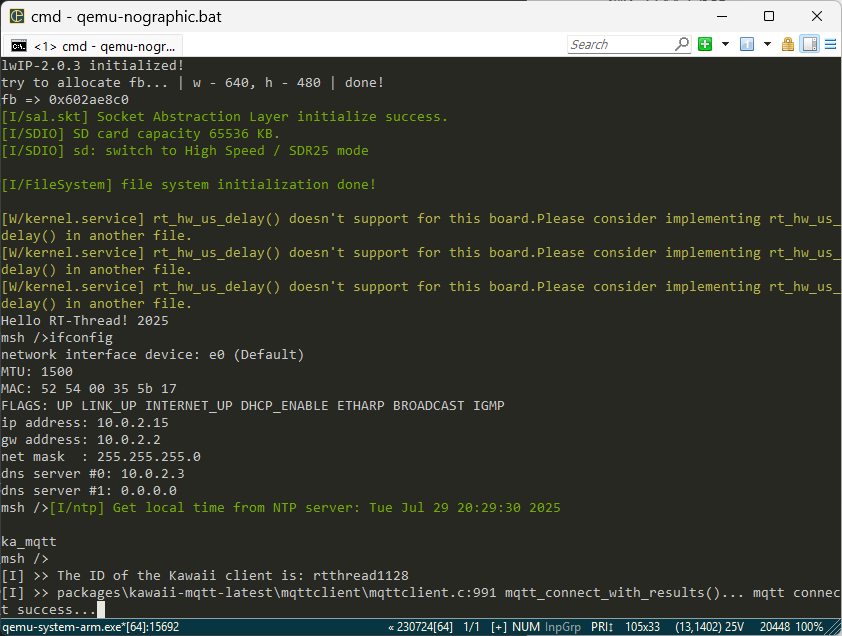 cmd - qemu-nographic.bat
<1> cmd - qemu-nogr...
Search
lwIP-2.0.3 initialized!
try to allocate fb... | w - 640, h - 480 | done!
fb => 0x602ae8c0
[I/sal.skt] Socket Abstraction Layer initialize success.
[I/SDIO] SD card capacity 65536 KB.
[I/SDIO] sd: switch to High Speed / SDR25 mode
[I/FileSystem] file system initialization done!
[W/kernel.service] rt_hw_us_delay() doesn't support for this board.Please consider implementing rt_hw_us_
delay() in another file.
[W/kernel.service] rt_hw_us_delay() doesn't support for this board.Please consider implementing rt_hw_us_
delay() in another file.
[W/kernel.service] rt_hw_us_delay() doesn't support for this board.Please consider implementing rt_hw_us_
delay() in another file.
Hello RT-Thread! 2025
msh />ifconfig
network interface device: e0 (Default)
MTU: 1500
MAC: 52 54 00 35 5b 17
FLAGS: UP LINK_UP INTERNET_UP DHCP_ENABLE ETHARP BROADCAST IGMP
ip address: 10.0.2.15
gw address: 10.0.2.2
net mask  : 255.255.255.0
dns server #0: 10.0.2.3
dns server #1: 0.0.0.0
msh />[I/ntp] Get local time from NTP server: Tue Jul 29 20:29:30 2025
ka_mqtt
msh />
[I] >> The ID of the Kawaii client is: rtthread1128
[I] >> packages\kawaii-mqtt-latest\mqttclient\mqttclient.c:991 mqtt_connect_with_results()... mqtt connec
t success...
qemu-system-arm.exe*[64]:15692 « 230724[64] 1/1 [+] NUM InpGrp PRI↕ 105x33 (13,1402) 25V 20448 100%